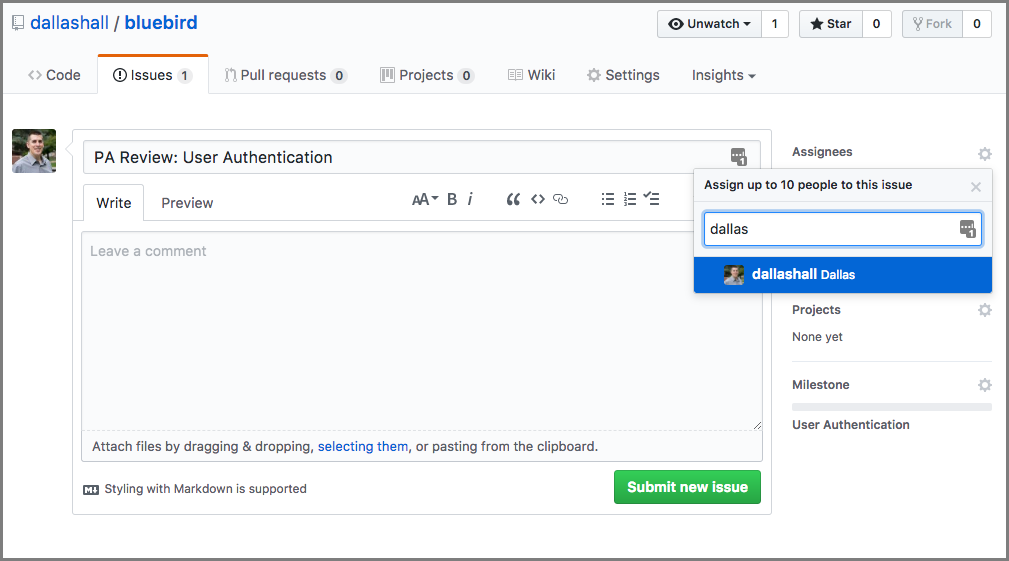 dallashall / bluebird
Unwatch 1
Star 0
Fork 0
Code
Issues 1
Pull requests 0
Projects 0
Wiki
Settings
Insights
PA Review: User Authentication
1
Write
Preview
AA B i
Leave a comment
Attach files by dragging & dropping, selecting them, or pasting from the clipboard.
Styling with Markdown is supported
Submit new issue
Assignees
Assign up to 10 people to this issue
dallas
1
dallashall Dallas
Projects
None yet
Milestone
User Authentication